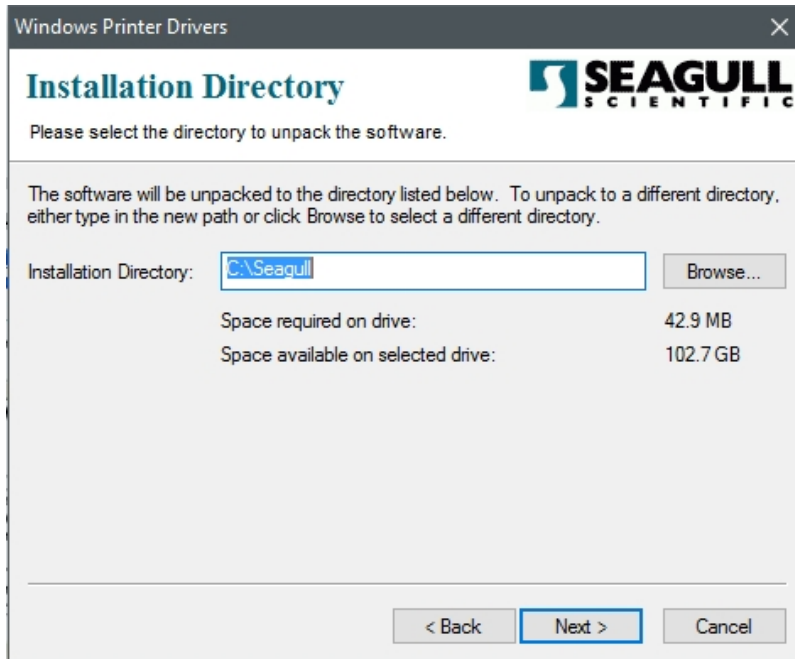 Windows Printer Drivers
Installation Directory
SEAGULL
SCIENTIFIC
Please select the directory to unpack the software.
The software will be unpacked to the directory listed below. To unpack to a different directory,
either type in the new path or click Browse to select a different directory.
Installation Directory: C:\Seagull Browse...
Space required on drive: 42.9 MB
Space available on selected drive: 102.7 GB
< Back Next > Cancel